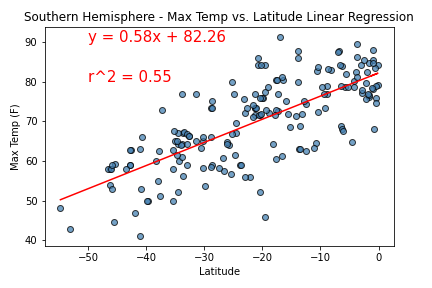 Southern Hemisphere - Max Temp vs. Latitude Linear Regression
y = 0.58x + 82.26
r^2 = 0.55
90
80
70
60
50
40
Max Temp (F)
−50
−40
−30
−20
−10
0
Latitude